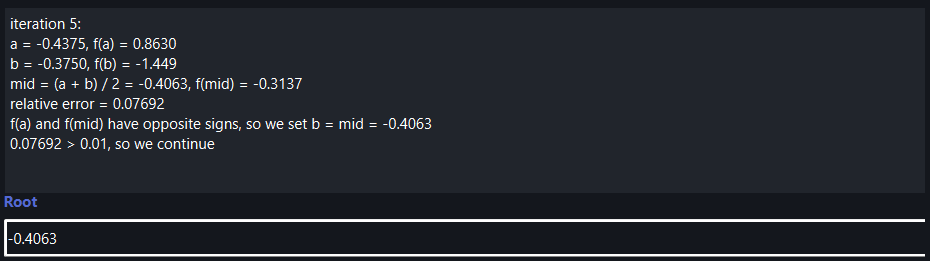 iteration 5:
a = -0.4375, f(a) = 0.8630
b = -0.3750, f(b) = -1.449
mid = (a + b) / 2 = -0.4063, f(mid) = -0.3137
relative error = 0.07692
f(a) and f(mid) have opposite signs, so we set b = mid = -0.4063
0.07692 > 0.01, so we continue
Root
-0.4063